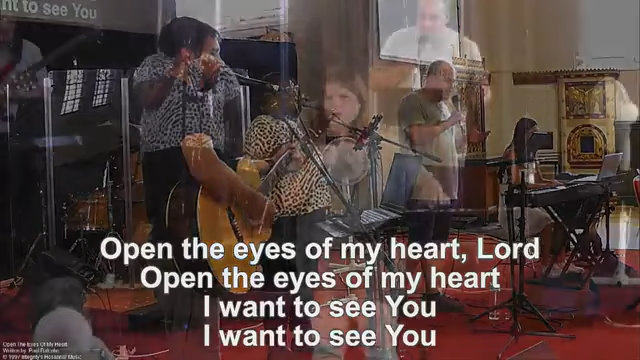 nt to see You
Open the eyes of my heart, Lord
Open the eyes of my heart
I want to see You
I want to see You
Open The Eyes Of My Heart
Written by Paul Baloche
© 1997 Integrity's Hosanna! Music